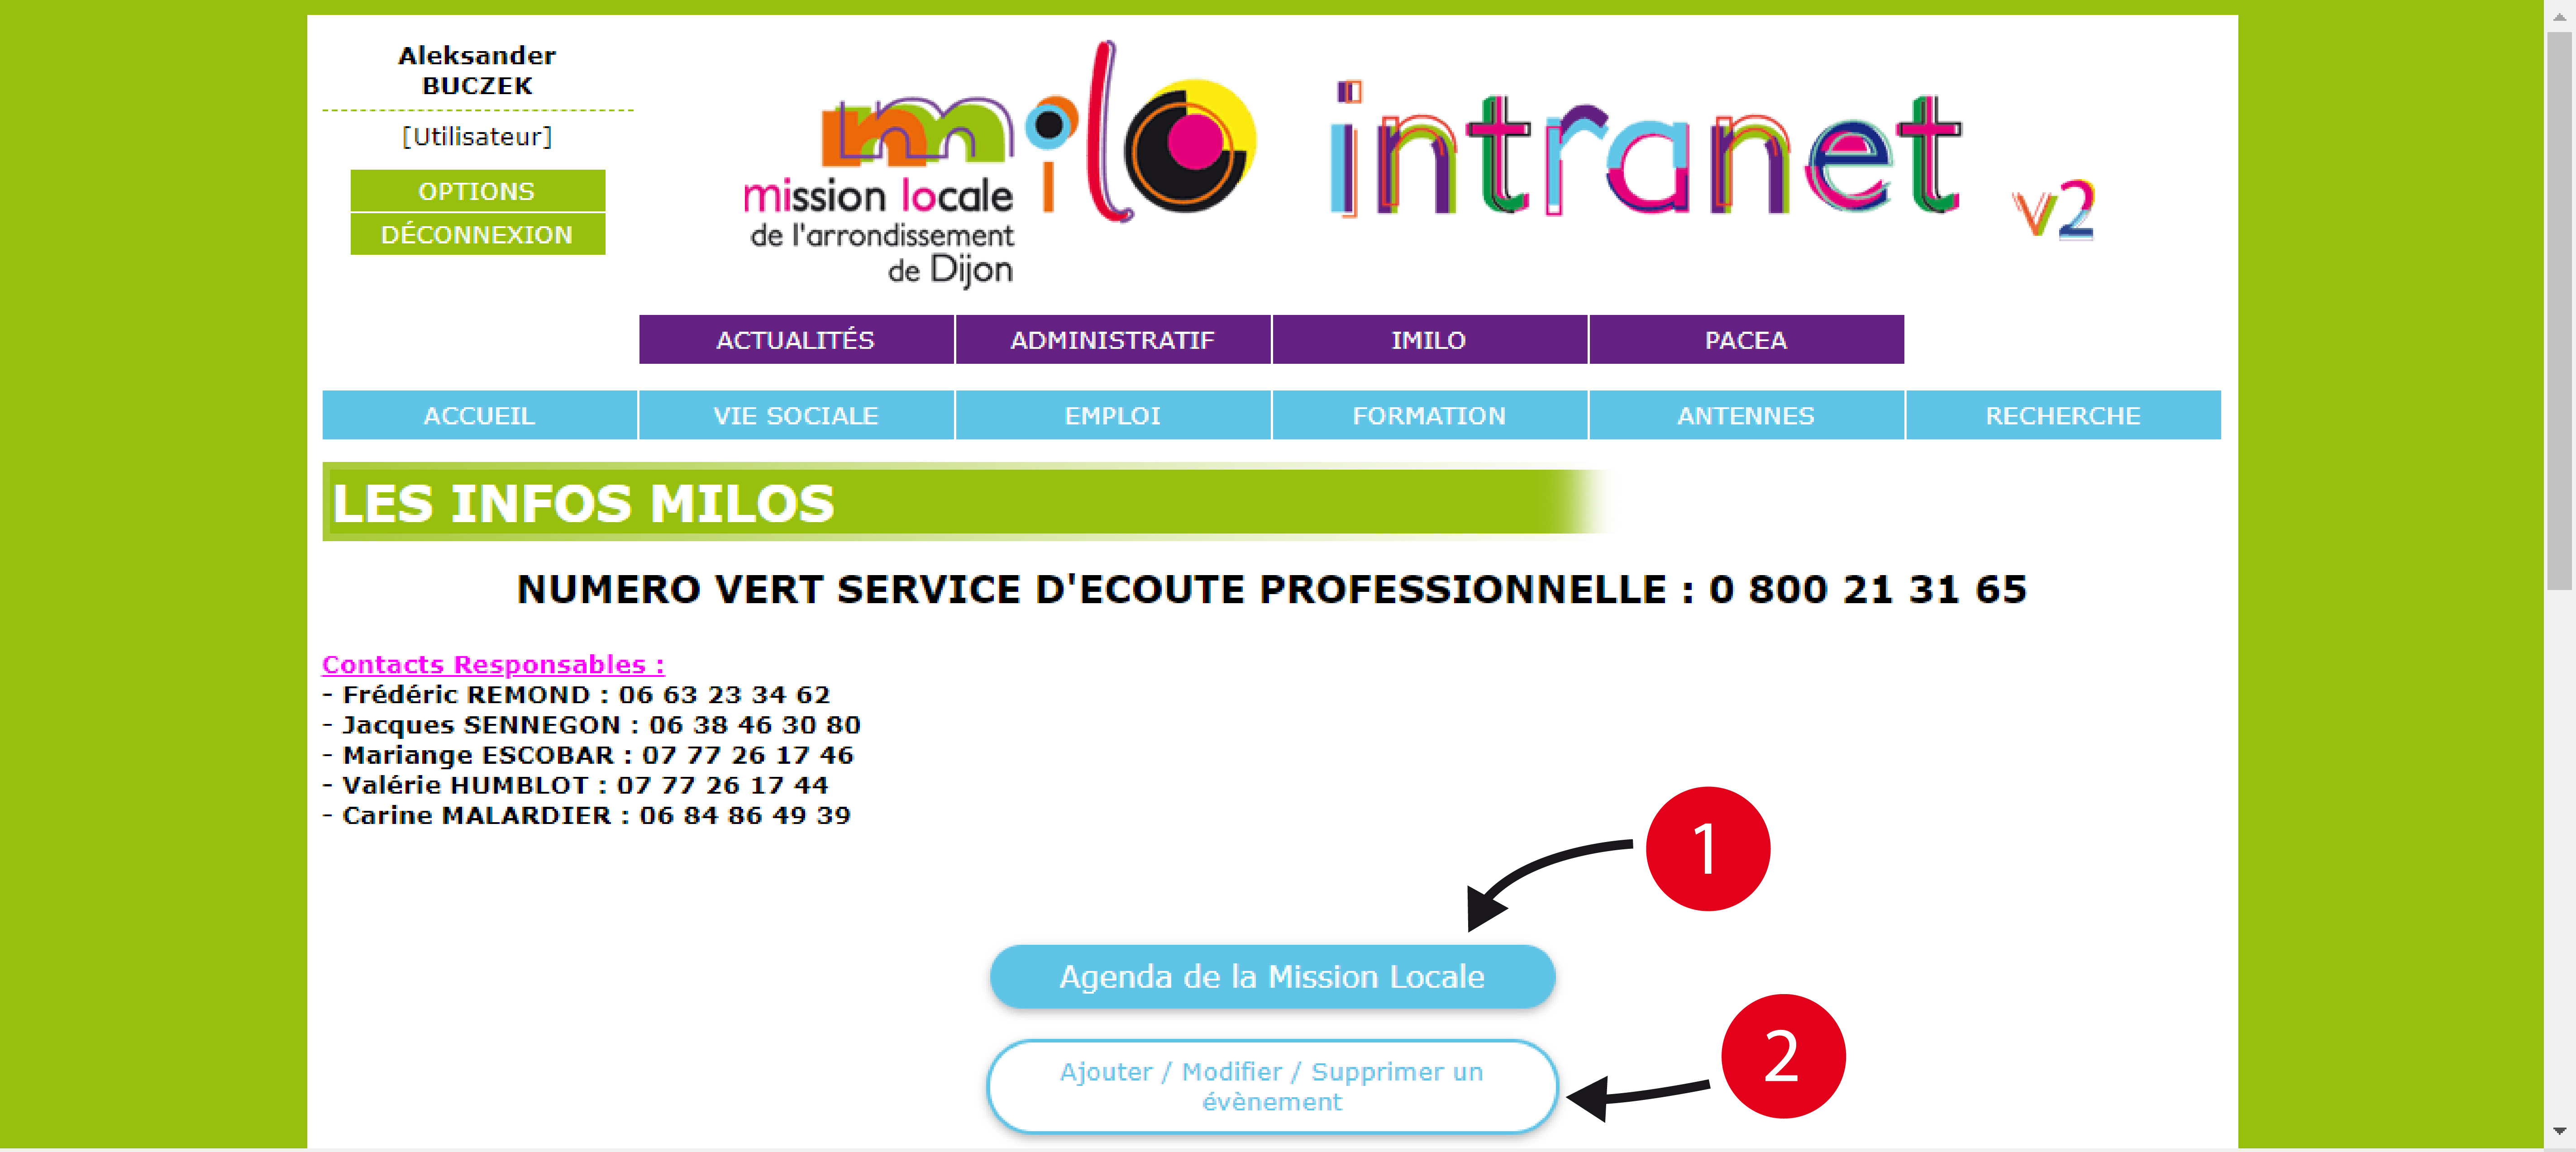 Aleksander
BUCZEK
[Utilisateur]
OPTIONS
DÉCONNEXION
milo intranet v2
mission locale
de l'arrondissement
de Dijon
ACTUALITÉS ADMINISTRATIF IMILO PACEA
ACCUEIL VIE SOCIALE EMPLOI FORMATION ANTENNES RECHERCHE
LES INFOS MILOS
NUMERO VERT SERVICE D'ECOUTE PROFESSIONNELLE : 0 800 21 31 65
Contacts Responsables :
- Frédéric REMOND : 06 63 23 34 62
- Jacques SENNEGON : 06 38 46 30 80
- Mariange ESCOBAR : 07 77 26 17 46
- Valérie HUMBLOT : 07 77 26 17 44
- Carine MALARDIER : 06 84 86 49 39
1
Agenda de la Mission Locale
2
Ajouter / Modifier / Supprimer un
évènement